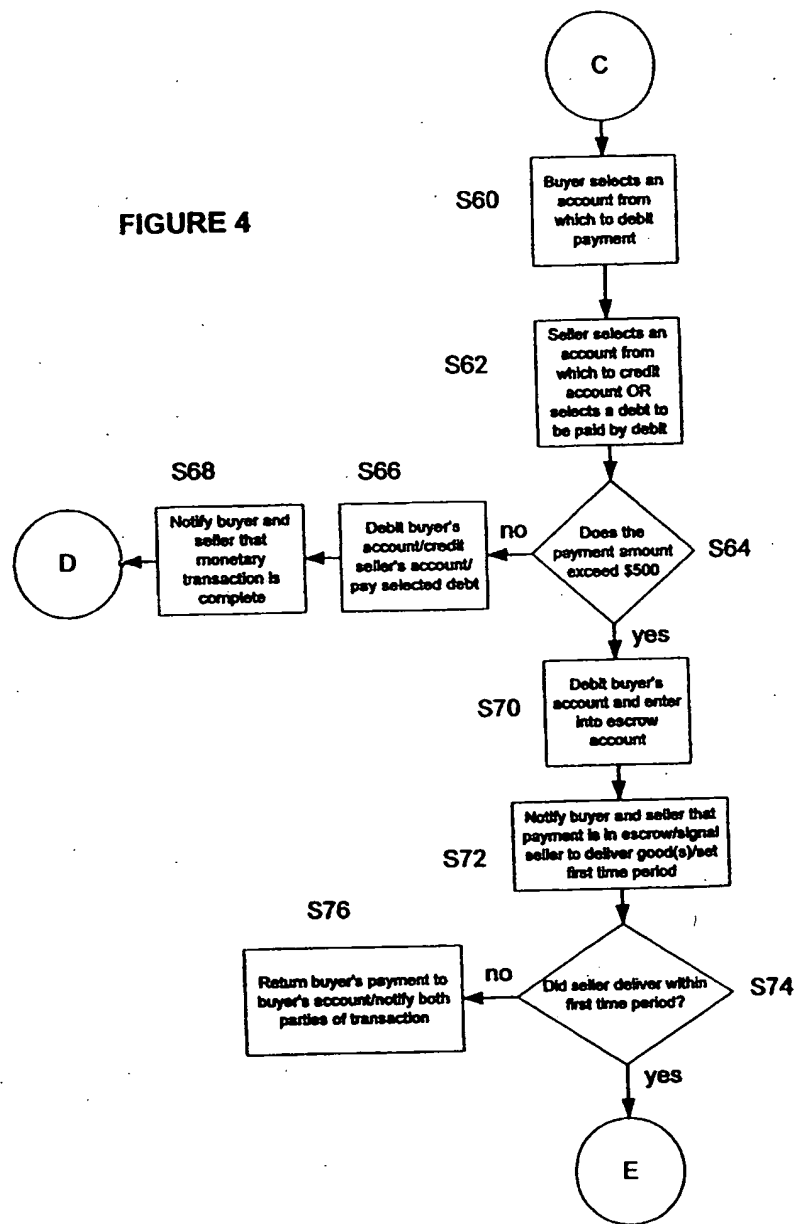 C
S60
Buyer selects an
account from
which to debit
payment
FIGURE 4
S62
Seller selects an
account from
which to credit
account OR
selects a debt to
be paid by debit
S68
S66
D
Notify buyer and
seller that
monetary
transaction is
complete
Debit buyer's
account/credit
seller's account/
pay selected debt
no
Does the
payment amount
exceed $500
S64
yes
S70
Debit buyer's
account and enter
into escrow
account
S72
Notify buyer and seller that
payment is in escrow/signal
seller to deliver good(s)/set
first time period
S76
Return buyer's payment to
buyer's account/notify both
parties of transaction
no
Did seller deliver within
first time period?
S74
yes
E